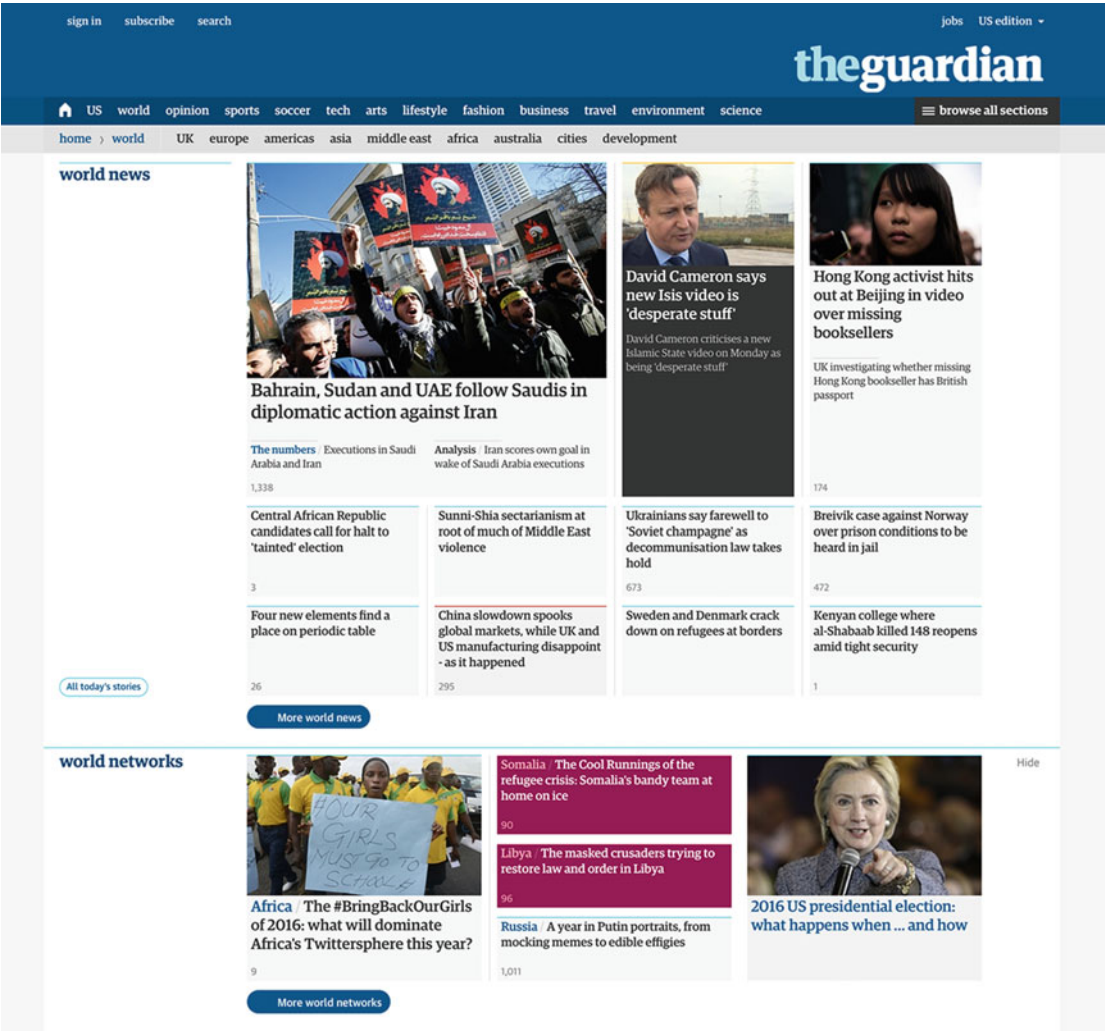 sign in subscribe search
jobs US edition
theguardian
US world opinion sports soccer tech arts lifestyle fashion business travel environment science
browse all sections
home › world UK europe americas asia middle east africa australia cities development
world news
Bahrain, Sudan and UAE follow Saudis in
diplomatic action against Iran
The numbers / Executions in Saudi
Arabia and Iran
Analysis / Iran scores own goal in
wake of Saudi Arabia executions
1,338
David Cameron says
new Isis video is
'desperate stuff'
David Cameron criticises a new
Islamic State video on Monday as
being 'desperate stuff'
Hong Kong activist hits
out at Beijing in video
over missing
booksellers
UK investigating whether missing
Hong Kong bookseller has British
passport
174
Central African Republic
candidates call for halt to
'tainted' election
3
Sunni-Shia sectarianism at
root of much of Middle East
violence
Ukrainians say farewell to
'Soviet champagne' as
decommunisation law takes
hold
673
Breivik case against Norway
over prison conditions to be
heard in jail
472
Four new elements find a
place on periodic table
26
China slowdown spooks
global markets, while UK and
US manufacturing disappoint
- as it happened
295
Sweden and Denmark crack
down on refugees at borders
Kenyan college where
al-Shabaab killed 148 reopens
amid tight security
1
All today's stories
More world news
world networks
Hide
#OUR
GIRLS
MUST GO TO
SCHOOL
Africa / The #BringBackOurGirls
of 2016: what will dominate
Africa's Twittersphere this year?
9
Somalia / The Cool Runnings of the
refugee crisis: Somalia's bandy team at
home on ice
90
Libya / The masked crusaders trying to
restore law and order in Libya
96
Russia / A year in Putin portraits, from
mocking memes to edible effigies
1,011
2016 US presidential election:
what happens when ... and how
More world networks